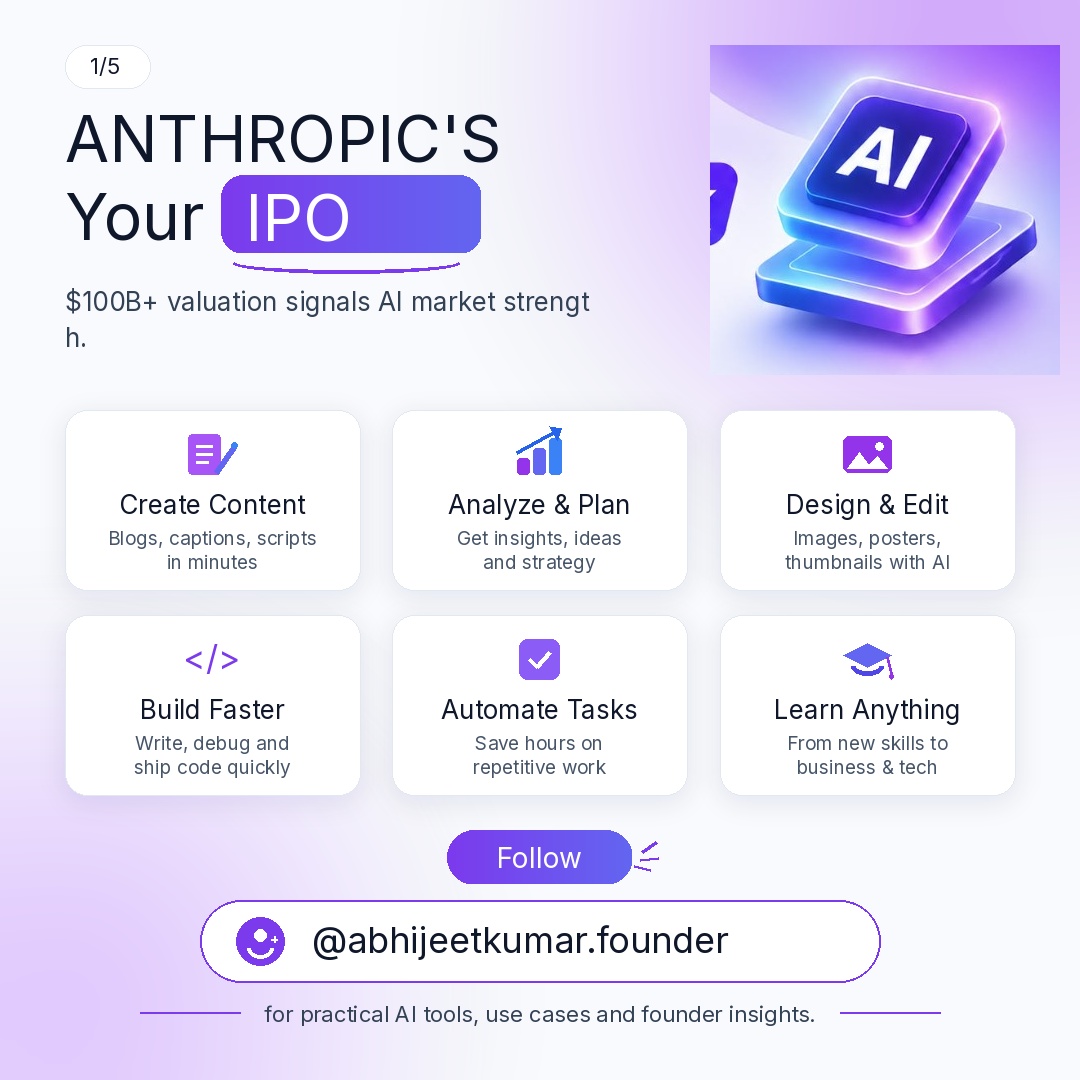 1/5
ANTHROPIC'S
Your IPO
$100B+ valuation signals AI market strengt
h.
AI
Create Content
Blogs, captions, scripts
in minutes
Analyze & Plan
Get insights, ideas
and strategy
Design & Edit
Images, posters,
thumbnails with AI
</>
Build Faster
Write, debug and
ship code quickly
Automate Tasks
Save hours on
repetitive work
Learn Anything
From new skills to
business & tech
Follow
@abhijeetkumar.founder
for practical AI tools, use cases and founder insights.